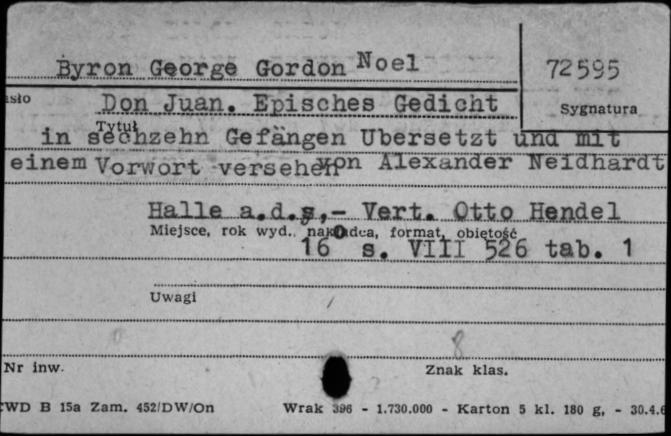 Byron George Gordon Noel
72595
Sygnatura
Don Juan. Episches Gedicht
Tytuł
in sechzehn Gefängen Ubersetzt und mit
einem Vorwort versehen von Alexander Neidhardt
Halle a.d.s,- Vert. Otto Hendel
Miejsce, rok wyd., nakładca, format, objętość
16 s. VIII 526 tab. 1
Uwagi
8
Nr inw.
Znak klas.
CWD B 15a Zam. 452/DW/On
Wrak 396 - 1.730.000 - Karton 5 kl. 180 g, - 30.4.6